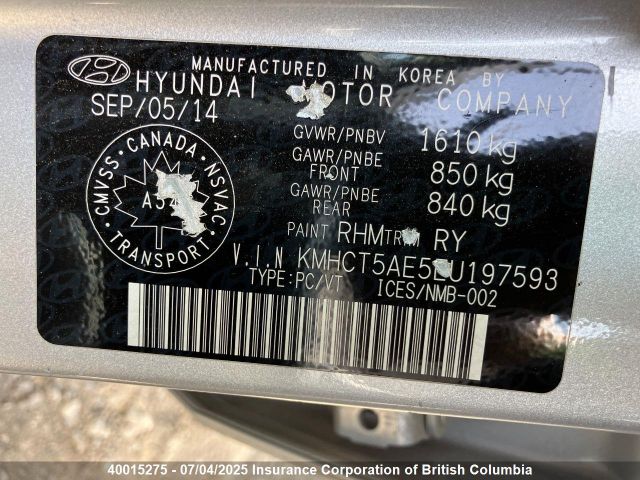 MANUFACTURED IN KOREA BY
HYUNDAI MOTOR COMPANY
SEP/05/14
GVWR/PNBV 1610 kg
GAWR/PNBE FRONT 850 kg
GAWR/PNBE REAR 840 kg
PAINT RHM TRIM RY
CMVSS · CANADA · NSVAC
TRANSPORT
V.I.N
TYPE:PC/VT ICES/NMB-002
40015275 - 07/04/2025 Insurance Corporation of British Columbia